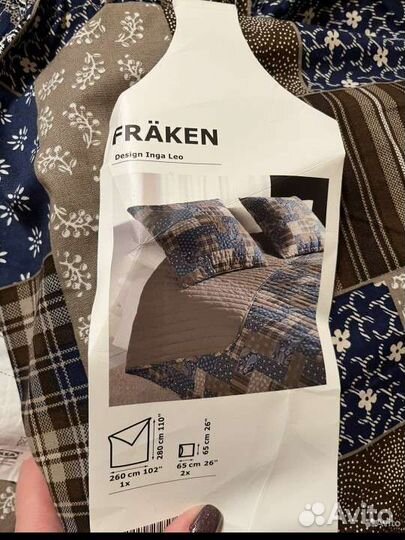 FRÄKEN
Design Inga Leo
280 cm 110"
260 cm 102"
1x
65 cm 26"
65 cm 26"
2x
Avito